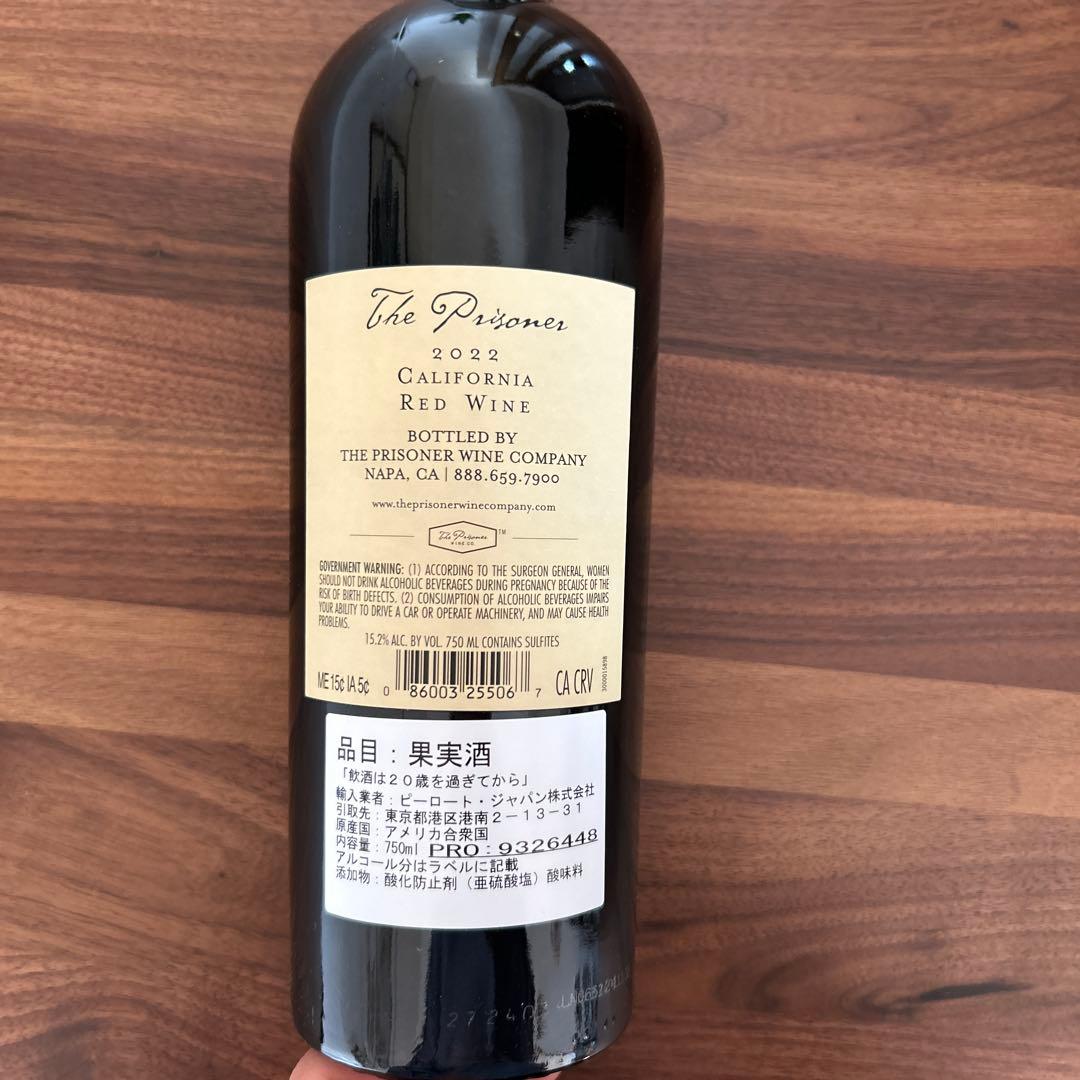 The Prisoner
2022
CALIFORNIA
RED WINE
BOTTLED BY
THE PRISONER WINE COMPANY
NAPA, CA | 888.659.7900
www.theprisonerwinecompany.com
The Prisoner TM
WINE CO.
GOVERNMENT WARNING: (1) ACCORDING TO THE SURGEON GENERAL, WOMEN
SHOULD NOT DRINK ALCOHOLIC BEVERAGES DURING PREGNANCY BECAUSE OF THE
RISK OF BIRTH DEFECTS. (2) CONSUMPTION OF ALCOHOLIC BEVERAGES IMPAIRS
YOUR ABILITY TO DRIVE A CAR OR OPERATE MACHINERY, AND MAY CAUSE HEALTH
PROBLEMS.
15.2% ALC. BY VOL. 750 ML CONTAINS SULFITES
ME 15¢ IA 5¢
0 86003 25506 7
CA CRV
3000015898
品目：果実酒
「飲酒は２０歳を過ぎてから」
輸入業者：ピーロート・ジャパン株式会社
引取先：東京都港区港南２－１３－３１
原産国：アメリカ合衆国
内容量：750ml PRO：9326448
アルコール分はラベルに記載
添加物：酸化防止剤（亜硫酸塩）酸味料